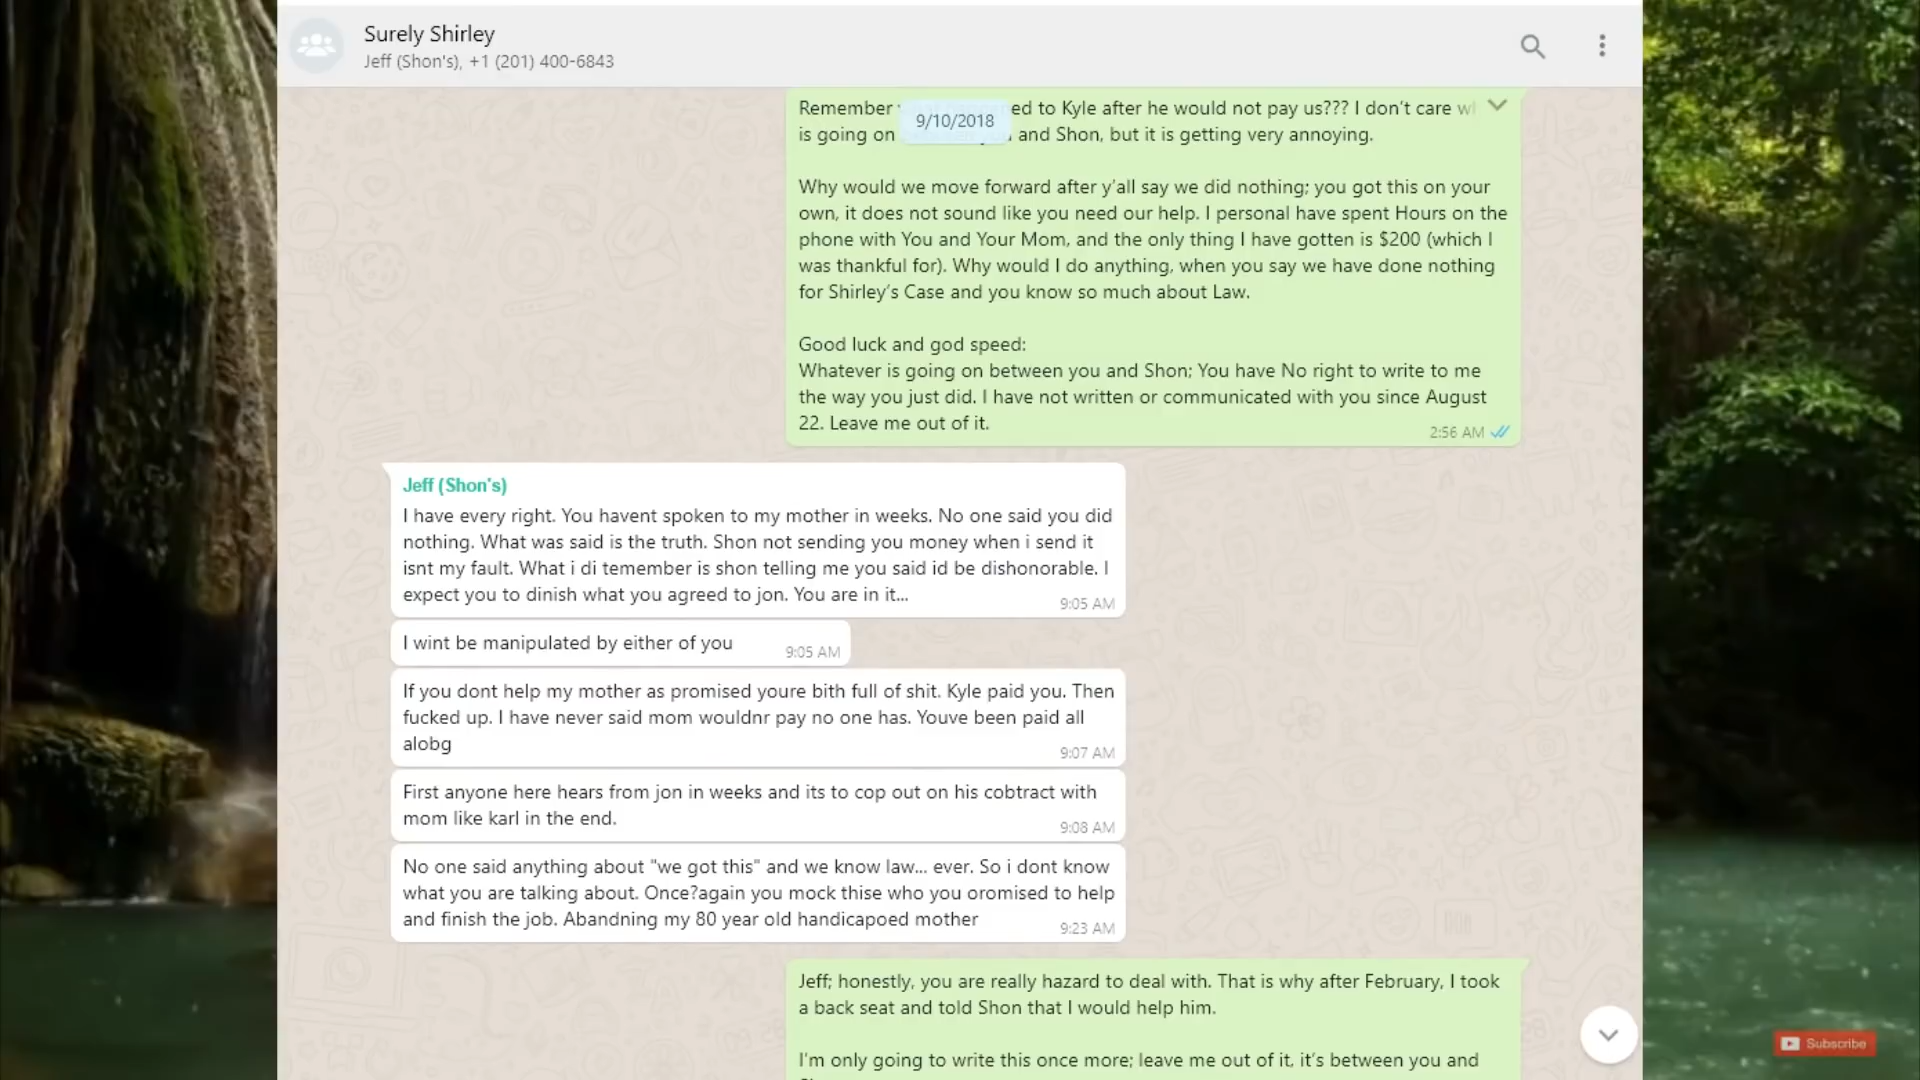 Surely Shirley
Jeff (Shon's), +1 (201) 400-6843
9/10/2018
Remember ed to Kyle after he would not pay us??? I don't care
is going on and Shon, but it is getting very annoying.
Why would we move forward after y'all say we did nothing; you got this on your
own, it does not sound like you need our help. I personal have spent Hours on the
phone with You and Your Mom, and the only thing I have gotten is $200 (which I
was thankful for). Why would I do anything, when you say we have done nothing
for Shirley's Case and you know so much about Law.
Good luck and god speed:
Whatever is going on between you and Shon; You have No right to write to me
the way you just did. I have not written or communicated with you since August
22. Leave me out of it.
2:56 AM
Jeff (Shon's)
I have every right. You havent spoken to my mother in weeks. No one said you did
nothing. What was said is the truth. Shon not sending you money when i send it
isnt my fault. What i di temember is shon telling me you said id be dishonorable. I
expect you to dinish what you agreed to jon. You are in it...
9:05 AM
I wint be manipulated by either of you
9:05 AM
If you dont help my mother as promised youre bith full of shit. Kyle paid you. Then
fucked up. I have never said mom wouldnr pay no one has. Youve been paid all
alobg
9:07 AM
First anyone here hears from jon in weeks and its to cop out on his cobtract with
mom like karl in the end.
9:08 AM
No one said anything about "we got this" and we know law... ever. So i dont know
what you are talking about. Once?again you mock thise who you oromised to help
and finish the job. Abandning my 80 year old handicapoed mother
9:23 AM
Jeff; honestly, you are really hazard to deal with. That is why after February, I took
a back seat and told Shon that I would help him.
I'm only going to write this once more; leave me out of it, it's between you and
Subscribe